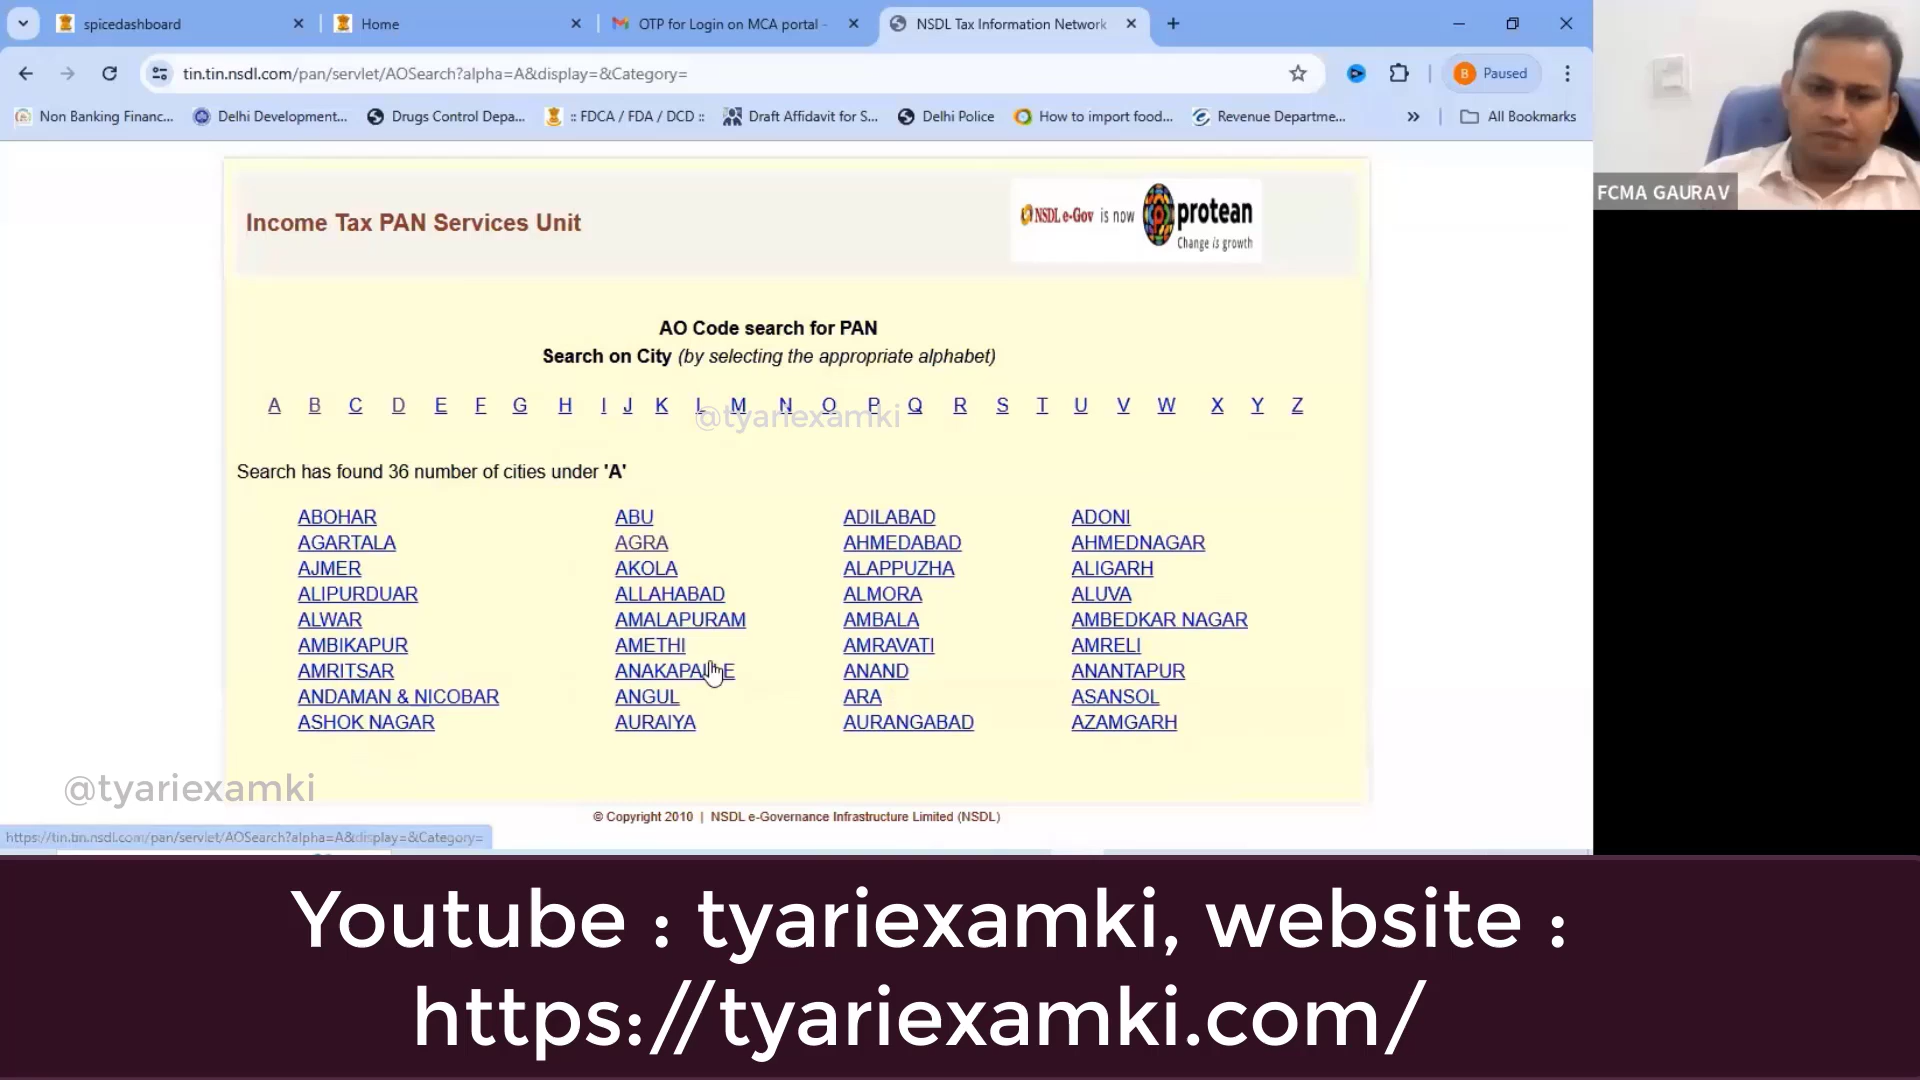 spicedashboard
Home
OTP for Login on MCA portal -
NSDL Tax Information Network
tin.tin.nsdl.com/pan/servlet/AOSearch?alpha=A&display=&Category=
B Paused
Non Banking Financ...
Delhi Development...
Drugs Control Depa...
:: FDCA / FDA / DCD ::
Draft Affidavit for S...
Delhi Police
How to import food...
Revenue Departme...
»
All Bookmarks
FCMA GAURAV
Income Tax PAN Services Unit
NSDL e-Gov is now protean
Change is growth
AO Code search for PAN
Search on City (by selecting the appropriate alphabet)
A B C D E F G H I J K L M N O P Q R S T U V W X Y Z
@tyariexamki
Search has found 36 number of cities under 'A'
ABOHAR ABU ADILABAD ADONI
AGARTALA AGRA AHMEDABAD AHMEDNAGAR
AJMER AKOLA ALAPPUZHA ALIGARH
ALIPURDUAR ALLAHABAD ALMORA ALUVA
ALWAR AMALAPURAM AMBALA AMBEDKAR NAGAR
AMBIKAPUR AMETHI AMRAVATI AMRELI
AMRITSAR ANAND ANANTAPUR
ANDAMAN & NICOBAR ANGUL ARA ASANSOL
ASHOK NAGAR AURAIYA AURANGABAD AZAMGARH
@tyariexamki
© Copyright 2010 | NSDL e-Governance Infrastructure Limited (NSDL)
https://tin.tin.nsdl.com/pan/servlet/AOSearch?alpha=A&display=&Category=
Youtube : tyariexamki, website :
https://tyariexamki.com/